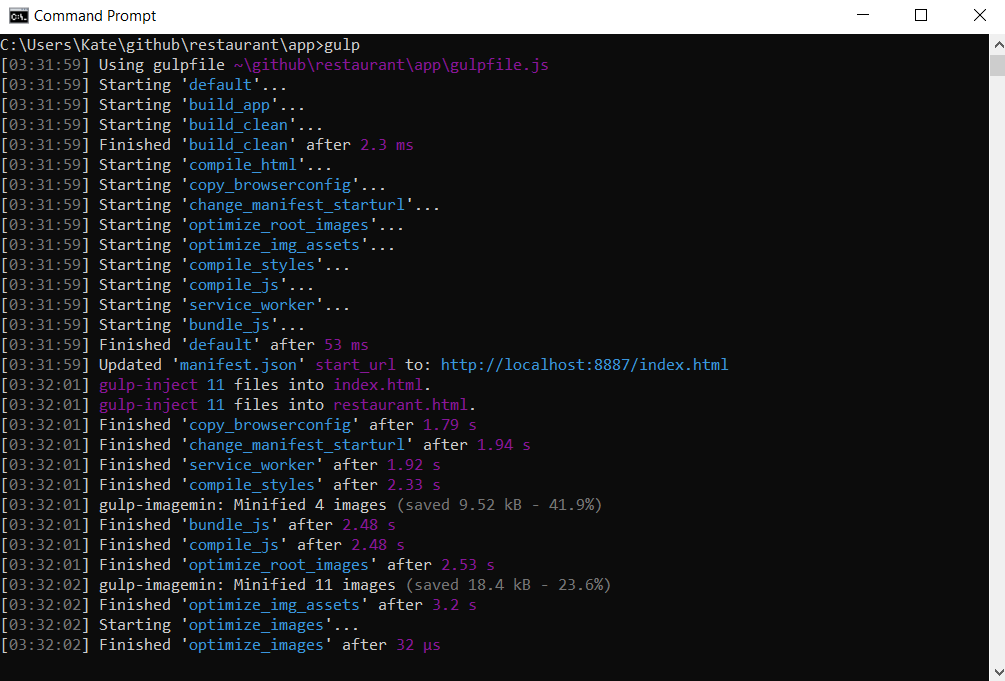 Command Prompt
C:\Users\Kate\github\restaurant\app>gulp
[03:31:59] Using gulpfile ~\github\restaurant\app\gulpfile.js
[03:31:59] Starting 'default'...
[03:31:59] Starting 'build_app'...
[03:31:59] Starting 'build_clean'...
[03:31:59] Finished 'build_clean' after 2.3 ms
[03:31:59] Starting 'compile_html'...
[03:31:59] Starting 'copy_browserconfig'...
[03:31:59] Starting 'change_manifest_starturl'...
[03:31:59] Starting 'optimize_root_images'...
[03:31:59] Starting 'optimize_img_assets'...
[03:31:59] Starting 'compile_styles'...
[03:31:59] Starting 'compile_js'...
[03:31:59] Starting 'service_worker'...
[03:31:59] Starting 'bundle_js'...
[03:31:59] Finished 'default' after 53 ms
[03:31:59] Updated 'manifest.json' start_url to: http://localhost:8887/index.html
[03:32:01] gulp-inject 11 files into index.html.
[03:32:01] gulp-inject 11 files into restaurant.html.
[03:32:01] Finished 'copy_browserconfig' after 1.79 s
[03:32:01] Finished 'change_manifest_starturl' after 1.94 s
[03:32:01] Finished 'service_worker' after 1.92 s
[03:32:01] Finished 'compile_styles' after 2.33 s
[03:32:01] gulp-imagemin: Minified 4 images (saved 9.52 kB - 41.9%)
[03:32:01] Finished 'bundle_js' after 2.48 s
[03:32:01] Finished 'compile_js' after 2.48 s
[03:32:01] Finished 'optimize_root_images' after 2.53 s
[03:32:02] gulp-imagemin: Minified 11 images (saved 18.4 kB - 23.6%)
[03:32:02] Finished 'optimize_img_assets' after 3.2 s
[03:32:02] Starting 'optimize_images'...
[03:32:02] Finished 'optimize_images' after 32 μs